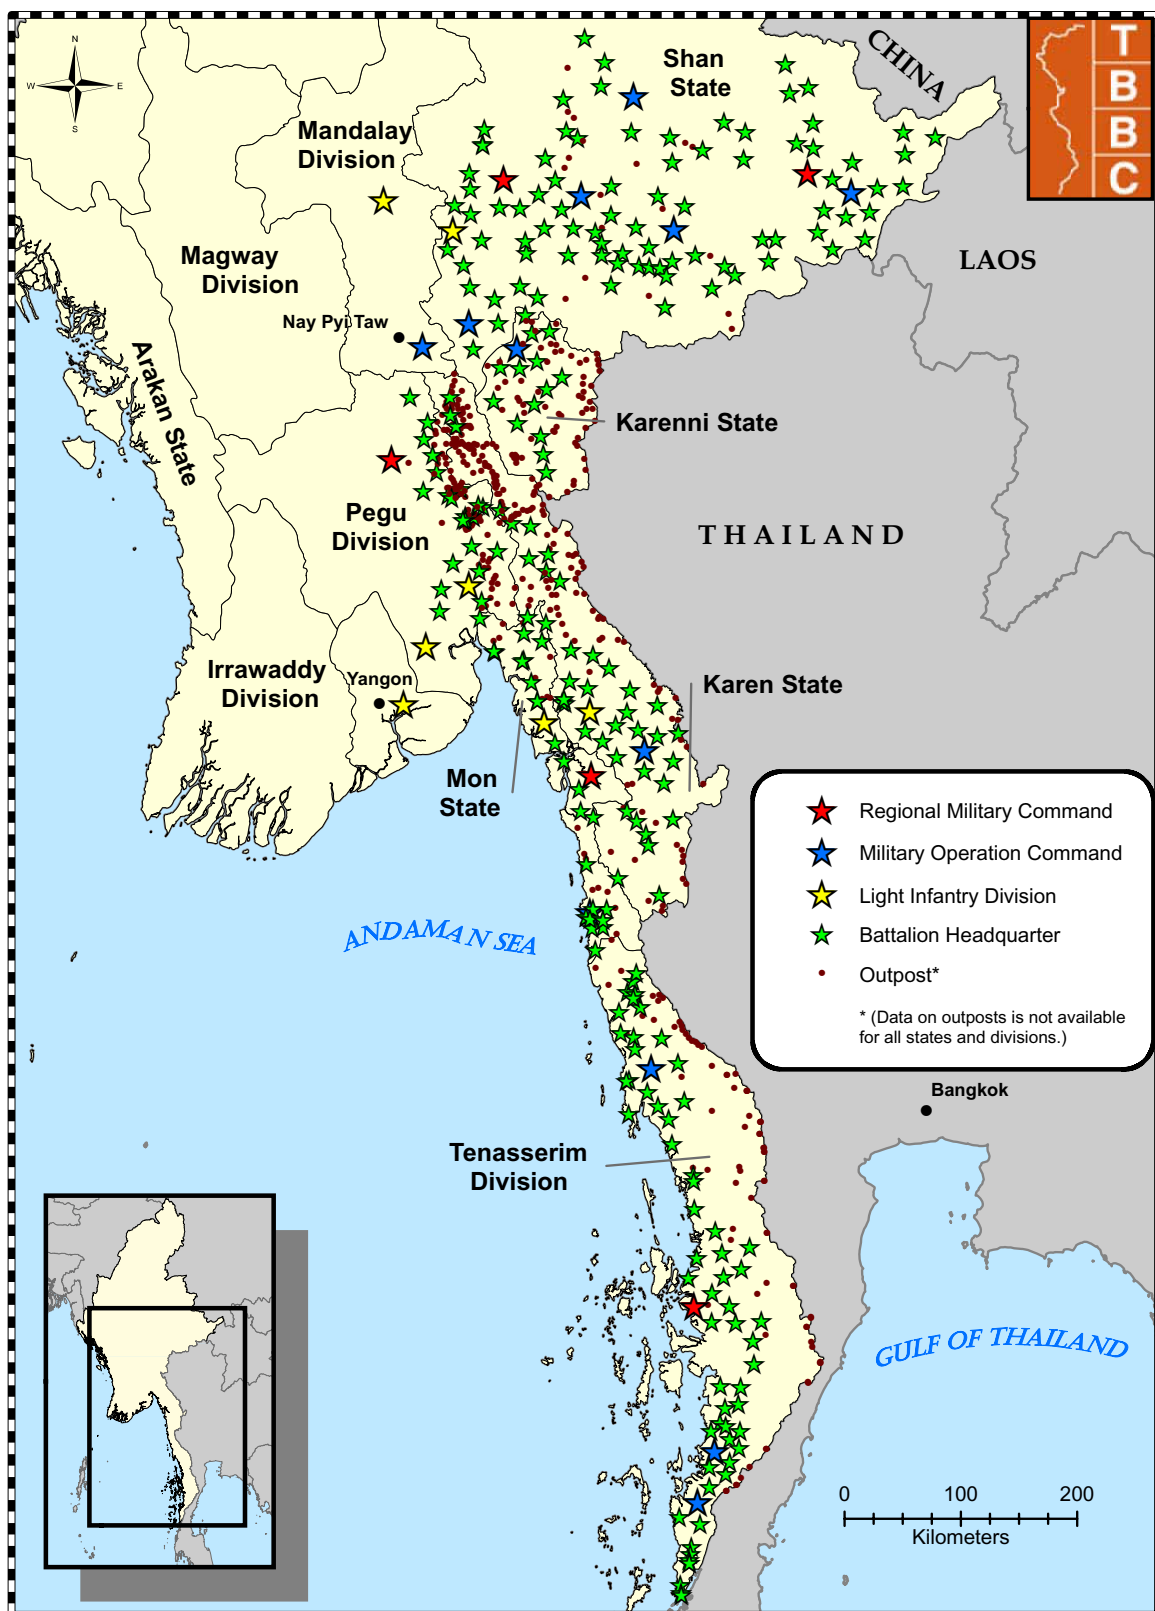 N
W
E
S
CHINA
T
B
B
C
Shan
State
Mandalay
Division
Magway
Division
LAOS
Nay Pyi Taw
Arakan State
Karenni State
Pegu
Division
THAILAND
Irrawaddy
Division
Yangon
Karen State
Mon
State
Regional Military Command
Military Operation Command
Light Infantry Division
Battalion Headquarter
Outpost*
* (Data on outposts is not available
for all states and divisions.)
ANDAMAN SEA
Bangkok
Tenasserim
Division
GULF OF THAILAND
0 100 200
Kilometers